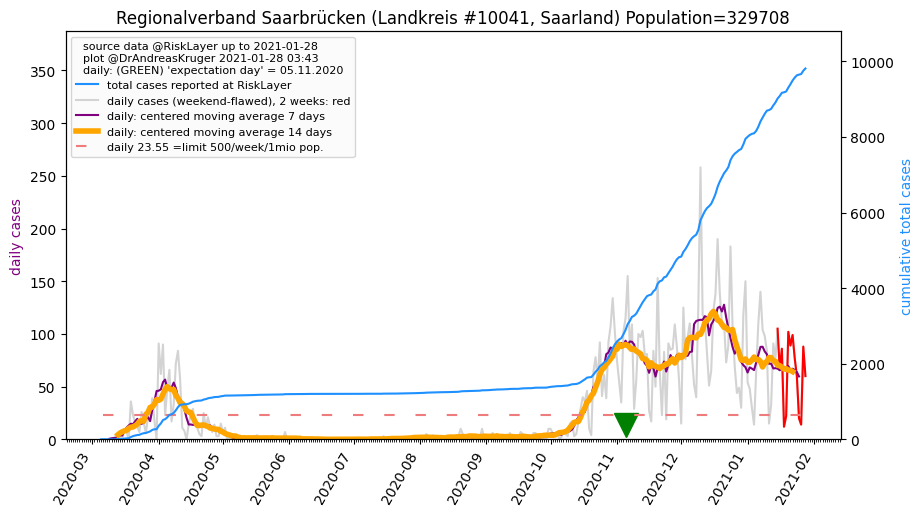 Regionalverband Saarbrücken (Landkreis #10041, Saarland) Population=329708
source data @RiskLayer up to 2021-01-28
plot @DrAndreasKruger 2021-01-28 03:43
daily: (GREEN) 'expectation day' = 05.11.2020
total cases reported at RiskLayer
daily cases (weekend-flawed), 2 weeks: red
daily: centered moving average 7 days
daily: centered moving average 14 days
daily 23.55 =limit 500/week/1mio pop.
daily cases
350
300
250
200
150
100
50
0
cumulative total cases
10000
8000
6000
4000
2000
0
2020-03
2020-04
2020-05
2020-06
2020-07
2020-08
2020-09
2020-10
2020-11
2020-12
2021-01
2021-02